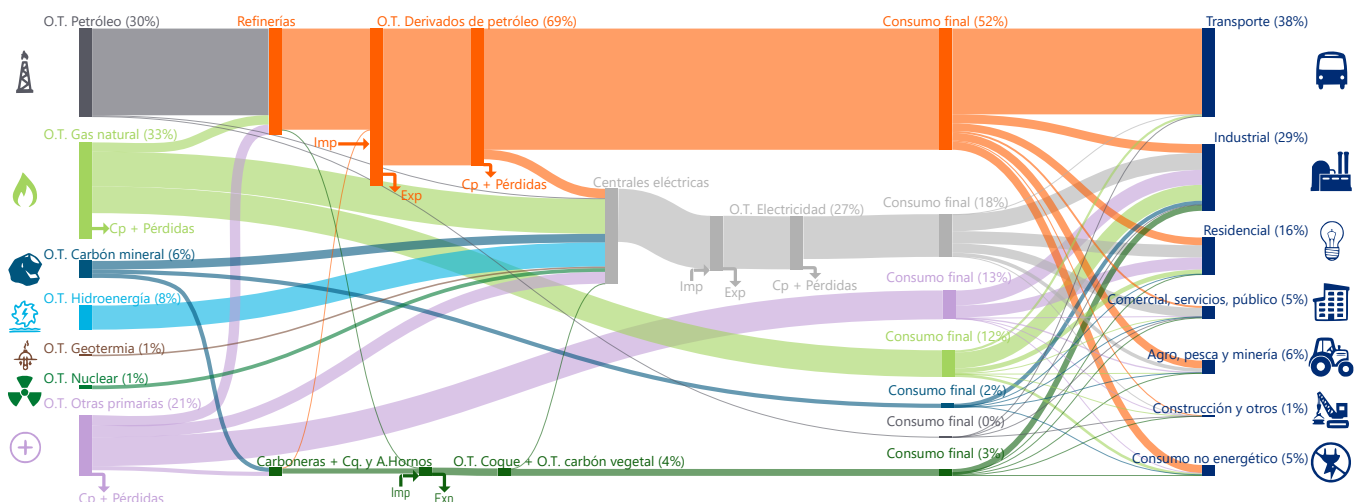 O.T. Petróleo (30%)
Refinerías
O.T. Derivados de petróleo (69%)
Consumo final (52%)
Transporte (38%)
O.T. Gas natural (33%)
Imp
Exp
Cp + Pérdidas
Industrial (29%)
Centrales eléctricas
Cp + Pérdidas
O.T. Electricidad (27%)
Consumo final (18%)
Residencial (16%)
O.T. Carbón mineral (6%)
Imp
Exp
Cp + Pérdidas
Consumo final (13%)
O.T. Hidroenergía (8%)
Comercial, servicios, público (5%)
Consumo final (12%)
O.T. Geotermia (1%)
Agro, pesca y minería (6%)
O.T. Nuclear (1%)
Consumo final (2%)
O.T. Otras primarias (21%)
Consumo final (0%)
Construcción y otros (1%)
Carboneras + Cq. y A.Hornos
O.T. Coque + O.T. carbón vegetal (4%)
Consumo final (3%)
Consumo no energético (5%)
Cp + Pérdidas
Imp
Exp